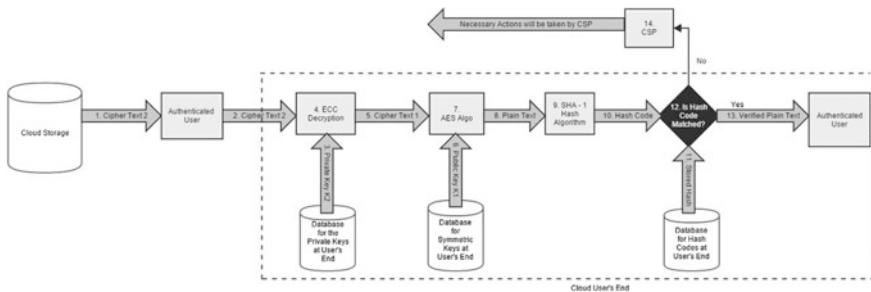 Necessary Actions will be taken by CSP
14.
CSP
No
Cloud Storage
1. Cipher Text 2
Authenticated
User
2. Cipher Text 2
4. ECC
Decryption
5. Cipher Text 1
7.
AES Algo
8. Plain Text
9. SHA - 1
Hash
Algorithm
10. Hash Code
12. Is Hash
Code
Matched?
Yes
13. Verified Plain Text
Authenticated
User
3. Private Key K2
6. Public Key K1
11. Stored Hash
Database
for the
Private Keys
at User's
End
Database
for
Symmetric
Keys at
User's End
Database
for Hash
Codes at
User's End
Cloud User's End